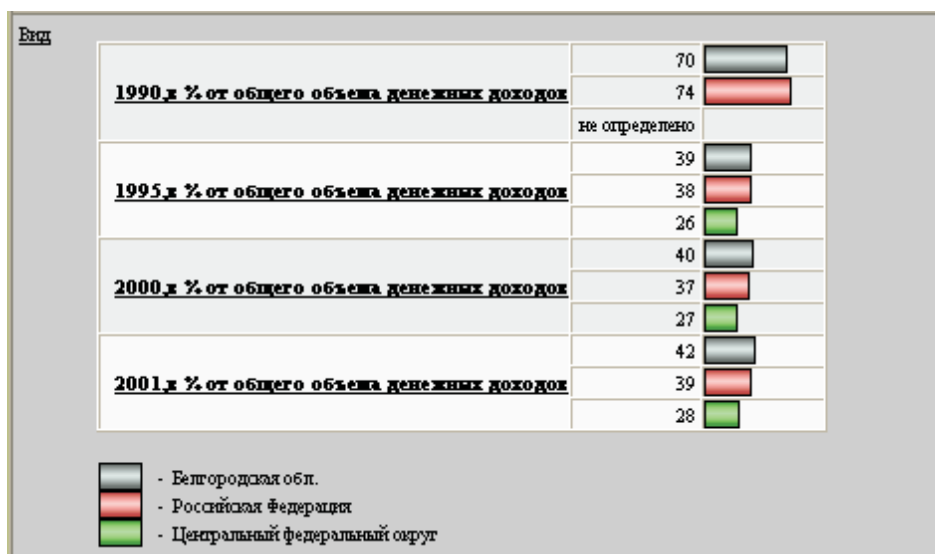 Вид
70
1990,в % от общего объема денежных доходов
74
не определено
39
1995,в % от общего объема денежных доходов
38
26
40
2000,в % от общего объема денежных доходов
37
27
42
2001,в % от общего объема денежных доходов
39
28
- Белгородская обл.
- Российская Федерация
- Центральный федеральный округ